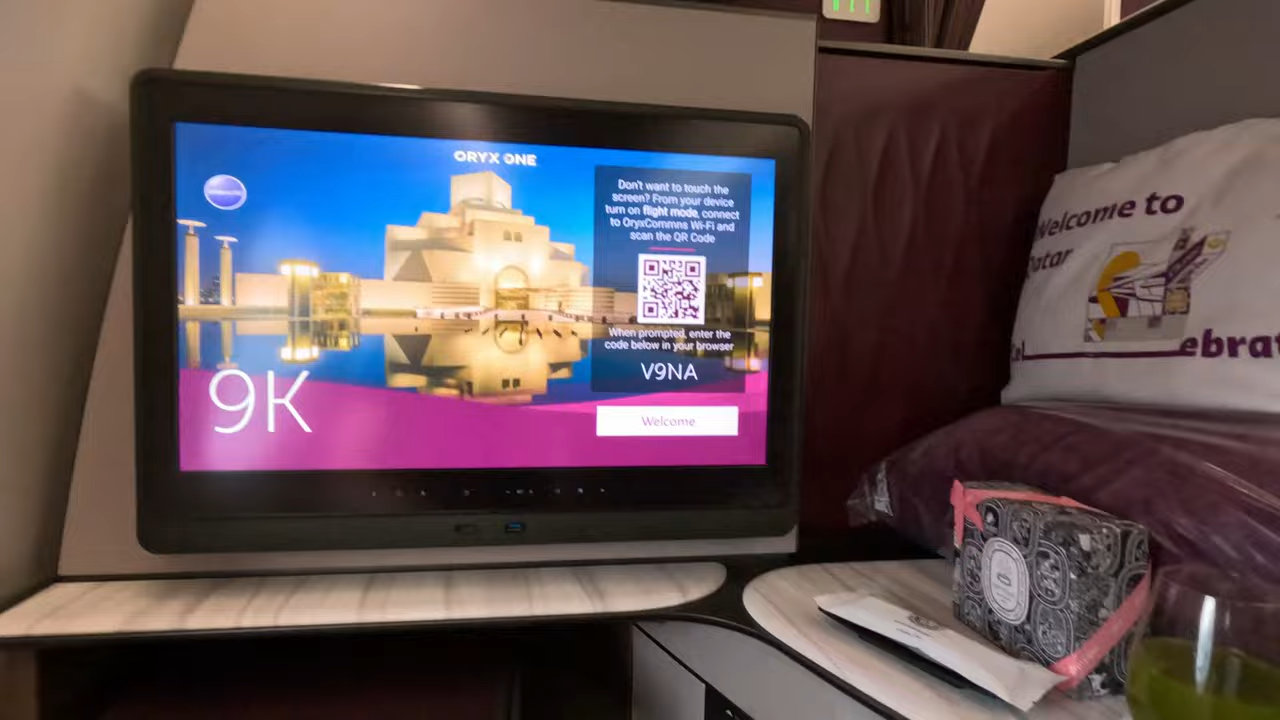 ORYX ONE
Don't want to touch the
screen? From your device
turn on flight mode, connect
to OryxCommns Wi-Fi and
scan the QR Code
When prompted, enter the
code below in your browser
V9NA
Welcome
9K
Welcome to
Qatar
ebrat